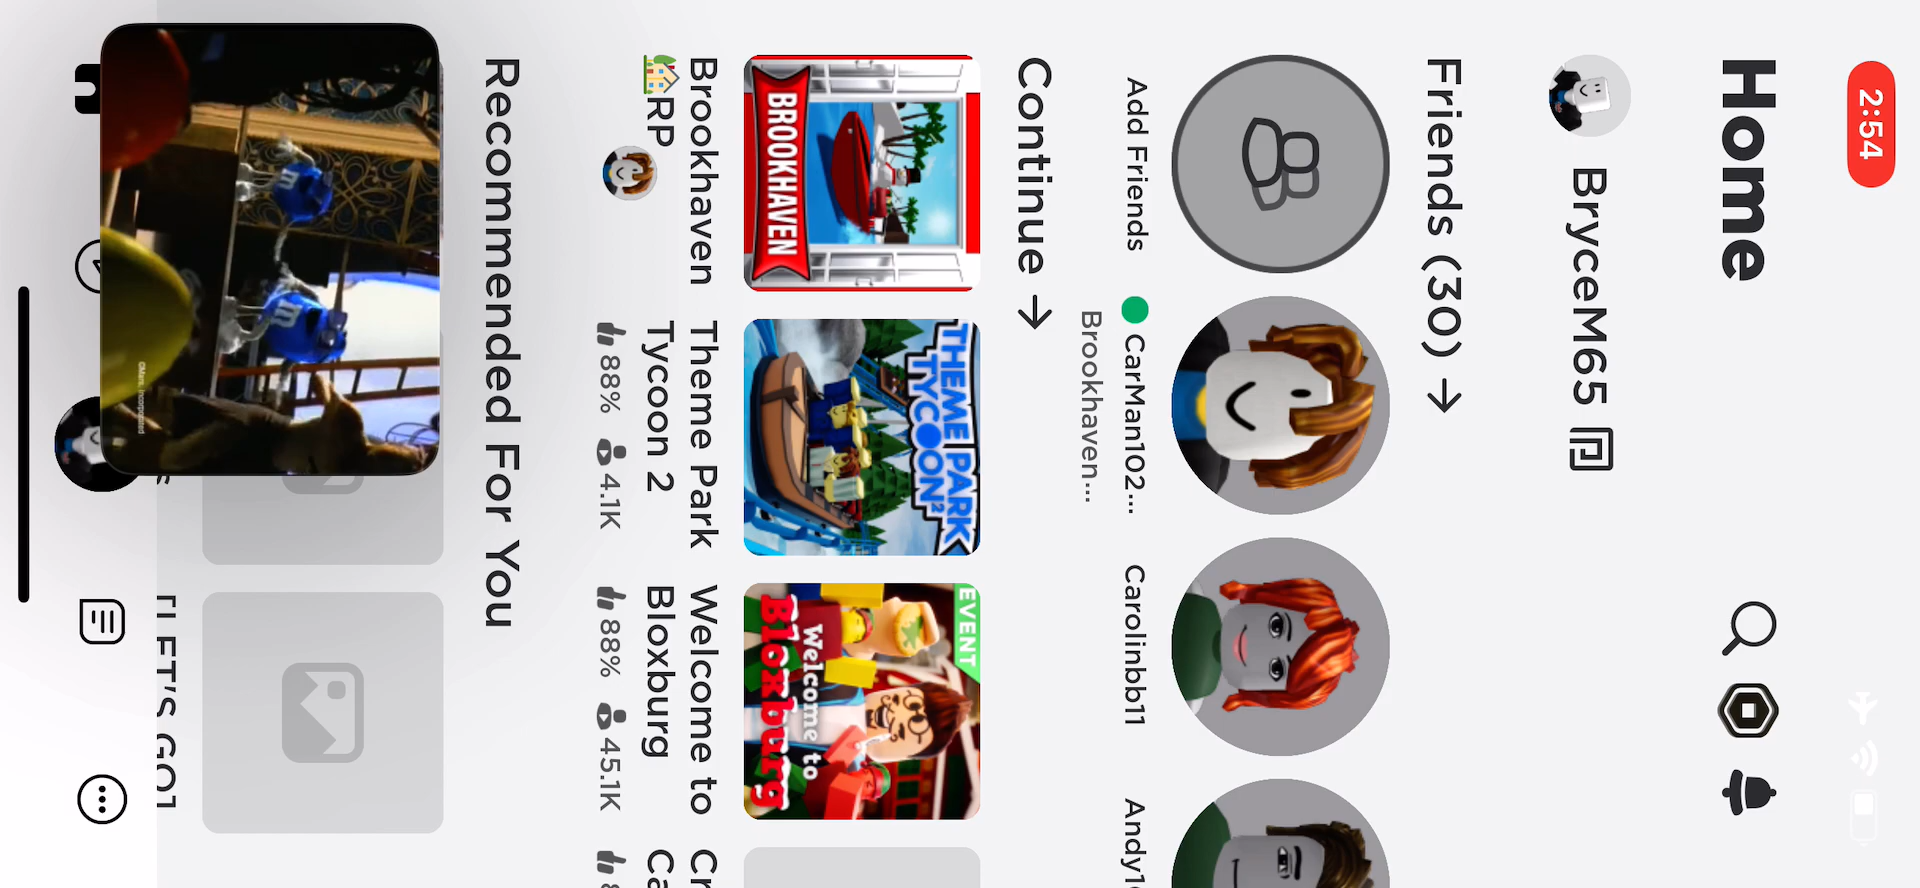 2:54
Home
BryceM65
Friends (30) →
Add Friends
CarMan102...
Brookhaven...
Carolinbb11
Continue →
BROOKHAVEN
THEME PARK
TYCOON 2
EVENT
Welcome to
Bloxburg
Brookhaven
🏡RP
Theme Park
Tycoon 2
88% 4.1K
Welcome to
Bloxburg
88% 45.1K
Recommended For You
©Mars, Incorporated
m
m